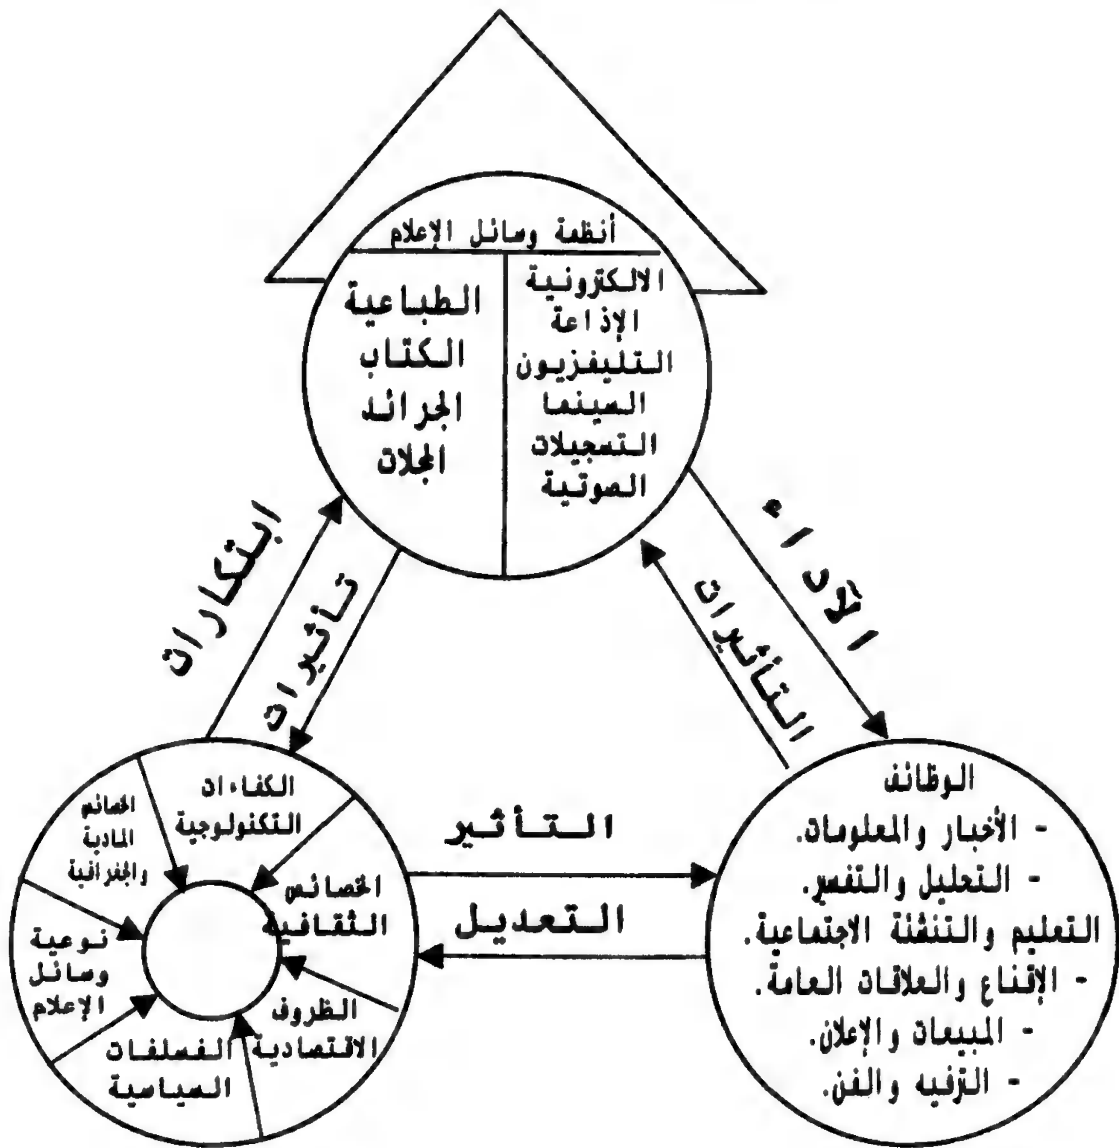 أنظمة وسائل الإعلام
الالكترونية
الإذاعة
التليفزيون
السينما
التسجيلات
الصوتية
الطباعية
الكتاب
الجرائد
المجلات
ابتكارات
تأثيرات
التأثيرات
الآداء
الكفاءات
التكنولوجية
الخصائص
المادية
والجغرافية
الخصائص
الثقافية
نوعية
وسائل
الإعلام
الظروف
الاقتصادية
الفسلفات
السياسية
التأثير
التعديل
الوظائف
- الأخبار والمعلومات.
- التحليل والتفسير.
التعليم والتنشئة الاجتماعية.
- الإقناع والعلاقات العامة.
- المبيعات والإعلان.
- الترفيه والفن.